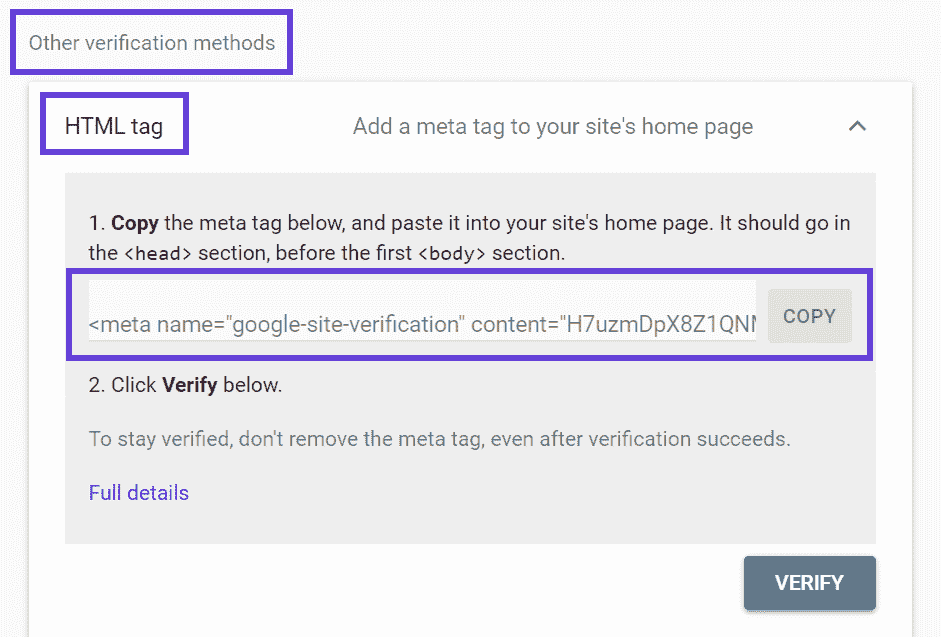 Other verification methods
HTML tag
Add a meta tag to your site's home page
1. Copy the meta tag below, and paste it into your site's home page. It should go in
the <head> section, before the first <body> section.
<meta name="google-site-verification" content="H7uzmDpX8Z1QN
COPY
2. Click Verify below.
To stay verified, don't remove the meta tag, even after verification succeeds.
Full details
VERIFY